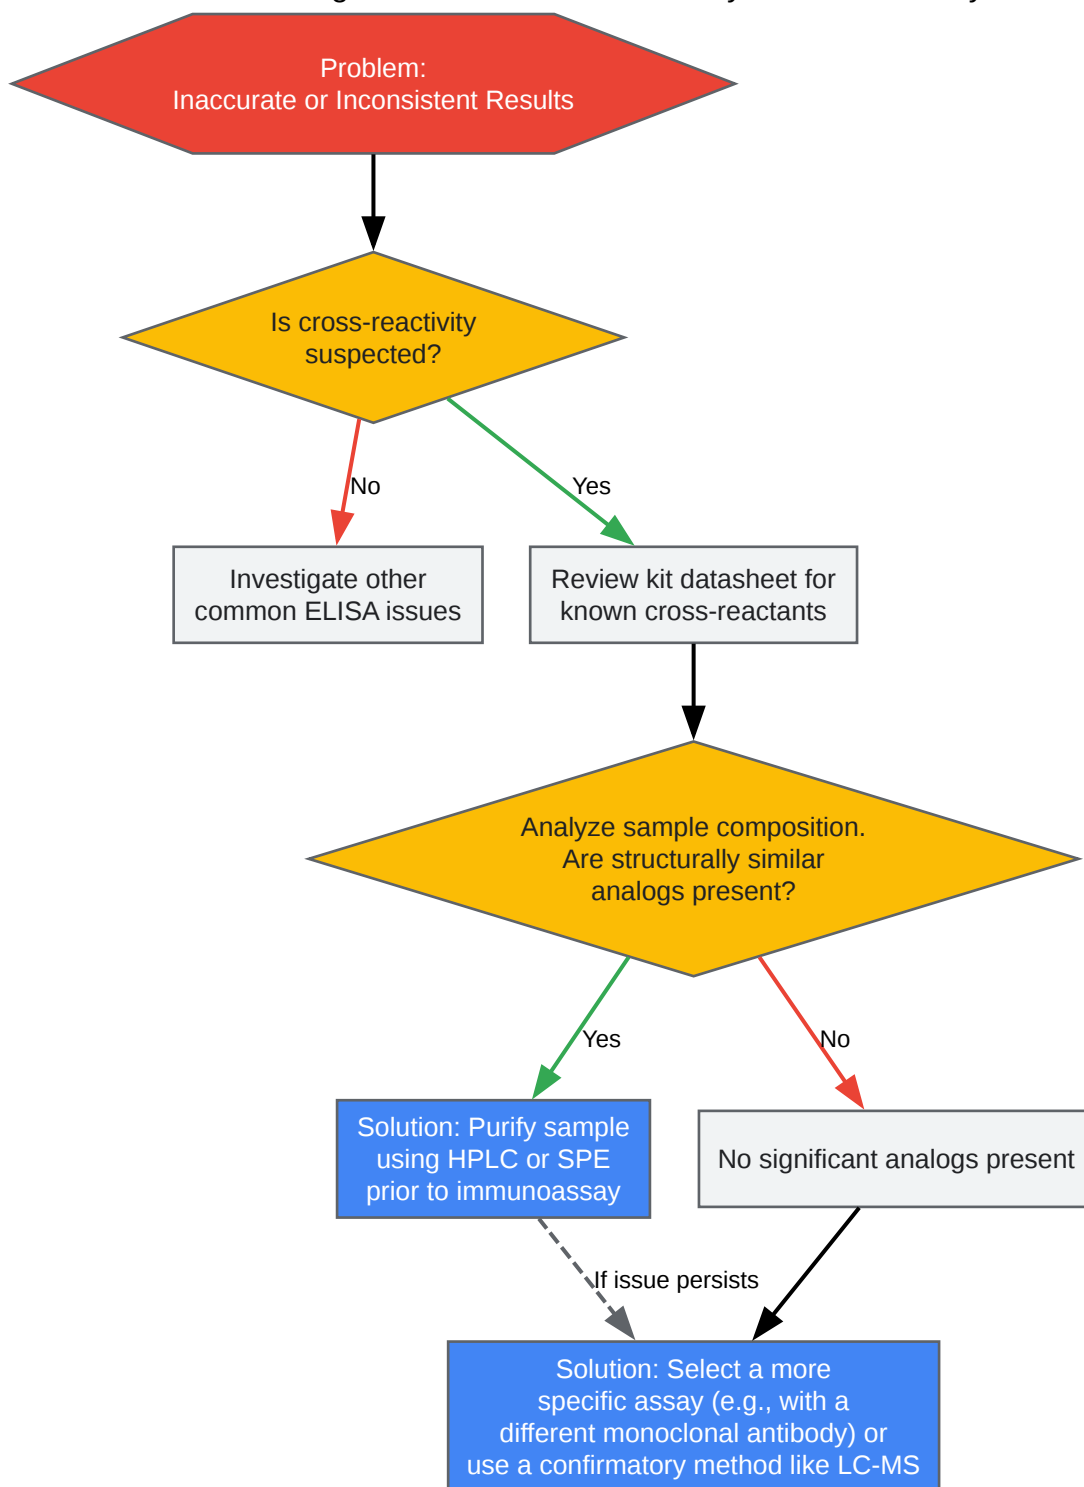 Problem:
Inaccurate or Inconsistent Results
Is cross-reactivity
suspected?
No
Yes
Investigate other
common ELISA issues
Review kit datasheet for
known cross-reactants
Analyze sample composition.
Are structurally similar
analogs present?
Yes
No
Solution: Purify sample
using HPLC or SPE
prior to immunoassay
No significant analogs present
If issue persists
Solution: Select a more
specific assay (e.g., with a
different monoclonal antibody) or
use a confirmatory method like LC-MS